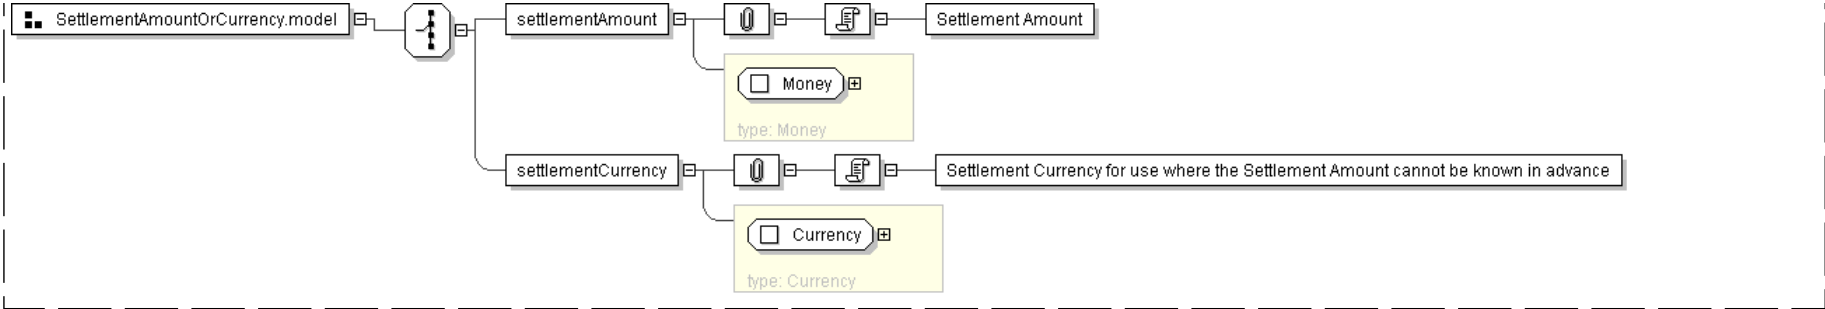 SettlementAmountOrCurrency.model
settlementAmount
Settlement Amount
Money
type: Money
settlementCurrency
Settlement Currency for use where the Settlement Amount cannot be known in advance
Currency
type: Currency